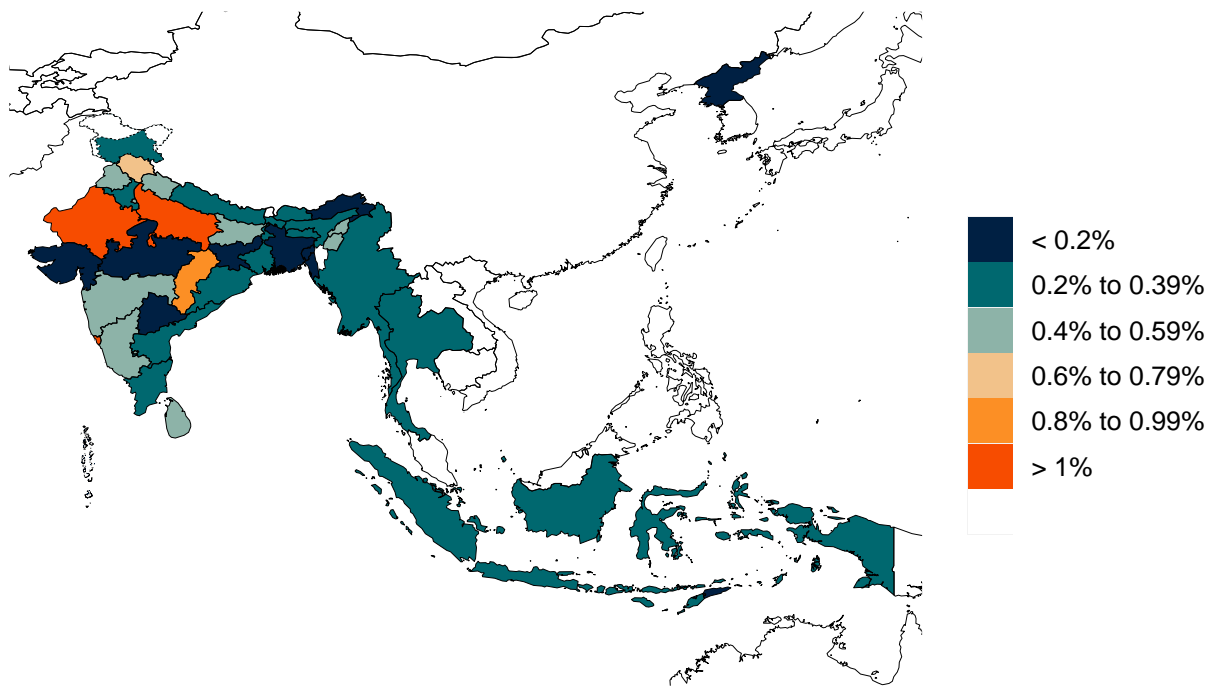 < 0.2%
0.2% to 0.39%
0.4% to 0.59%
0.6% to 0.79%
0.8% to 0.99%
> 1%